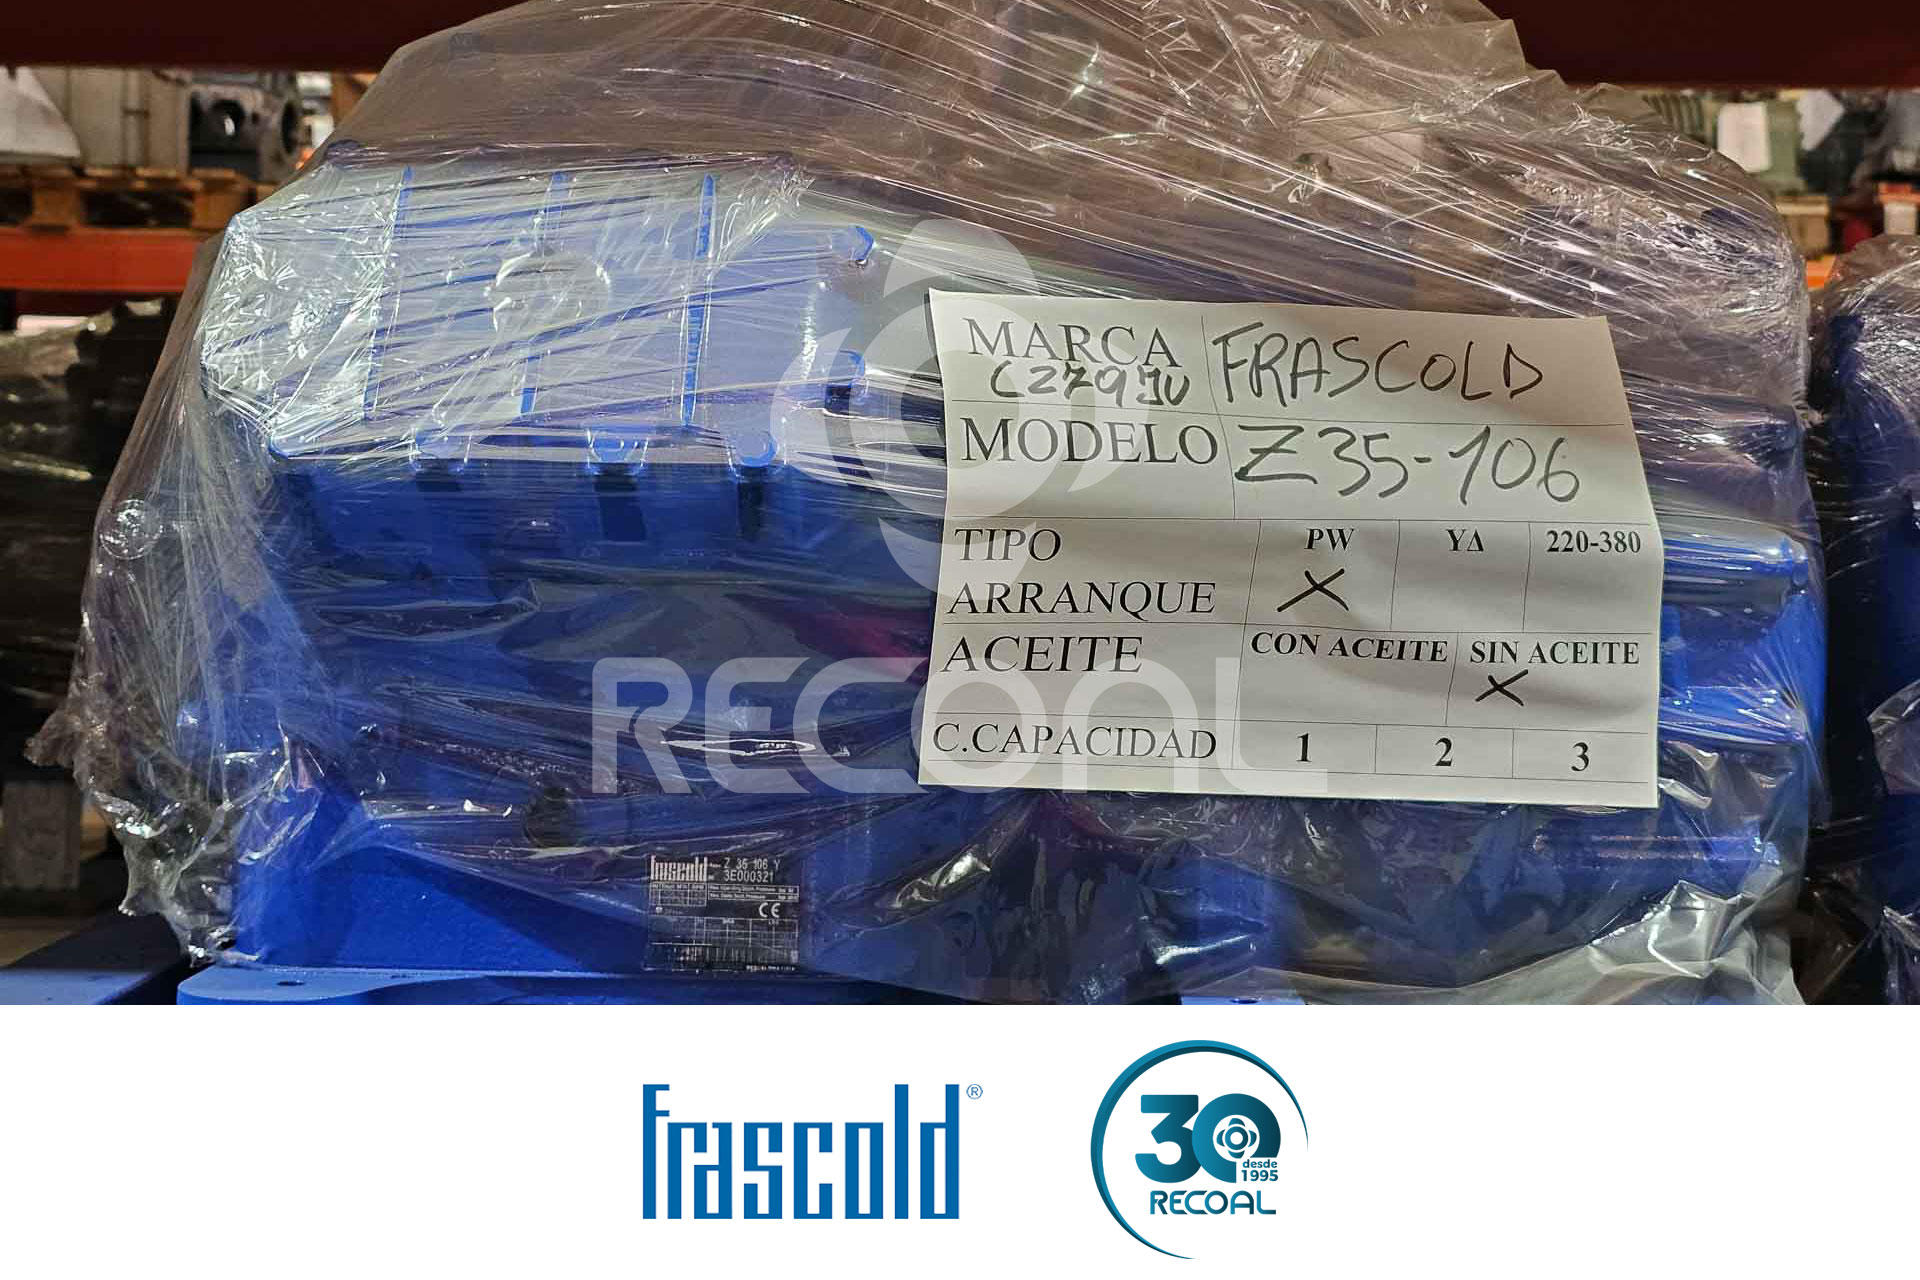 MARCA FRASCOLD
MODELO Z35-106
TIPO ARRANQUE PW YΔ 220-380
X
ACEITE CON ACEITE SIN ACEITE
X
C.CAPACIDAD 1 2 3
RECOAL
frascold Z 35 106 Y
3E000321
CE
frascold®
30
desde
1995
RECOAL